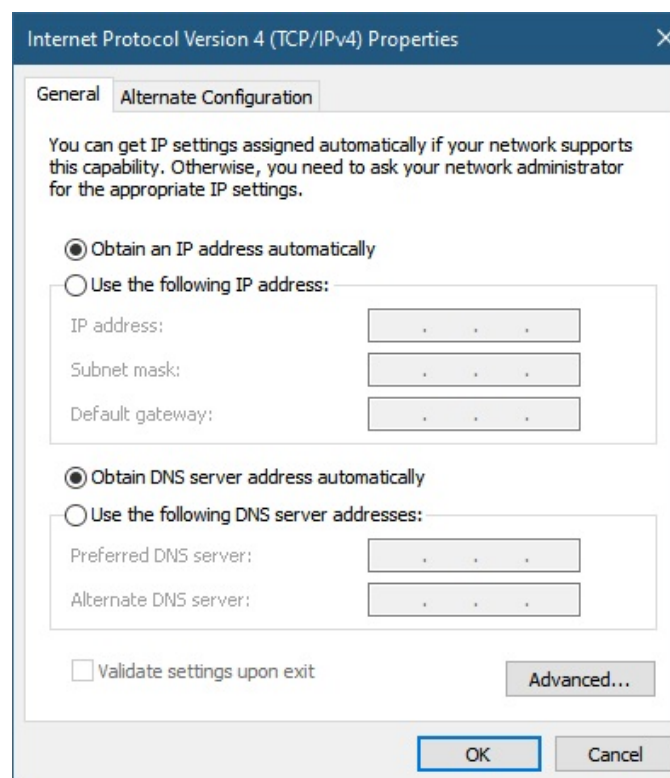 Internet Protocol Version 4 (TCP/IPv4) Properties
General
Alternate Configuration
You can get IP settings assigned automatically if your network supports
this capability. Otherwise, you need to ask your network administrator
for the appropriate IP settings.
Obtain an IP address automatically
Use the following IP address:
IP address:
Subnet mask:
Default gateway:
Obtain DNS server address automatically
Use the following DNS server addresses:
Preferred DNS server:
Alternate DNS server:
Validate settings upon exit
Advanced...
OK
Cancel